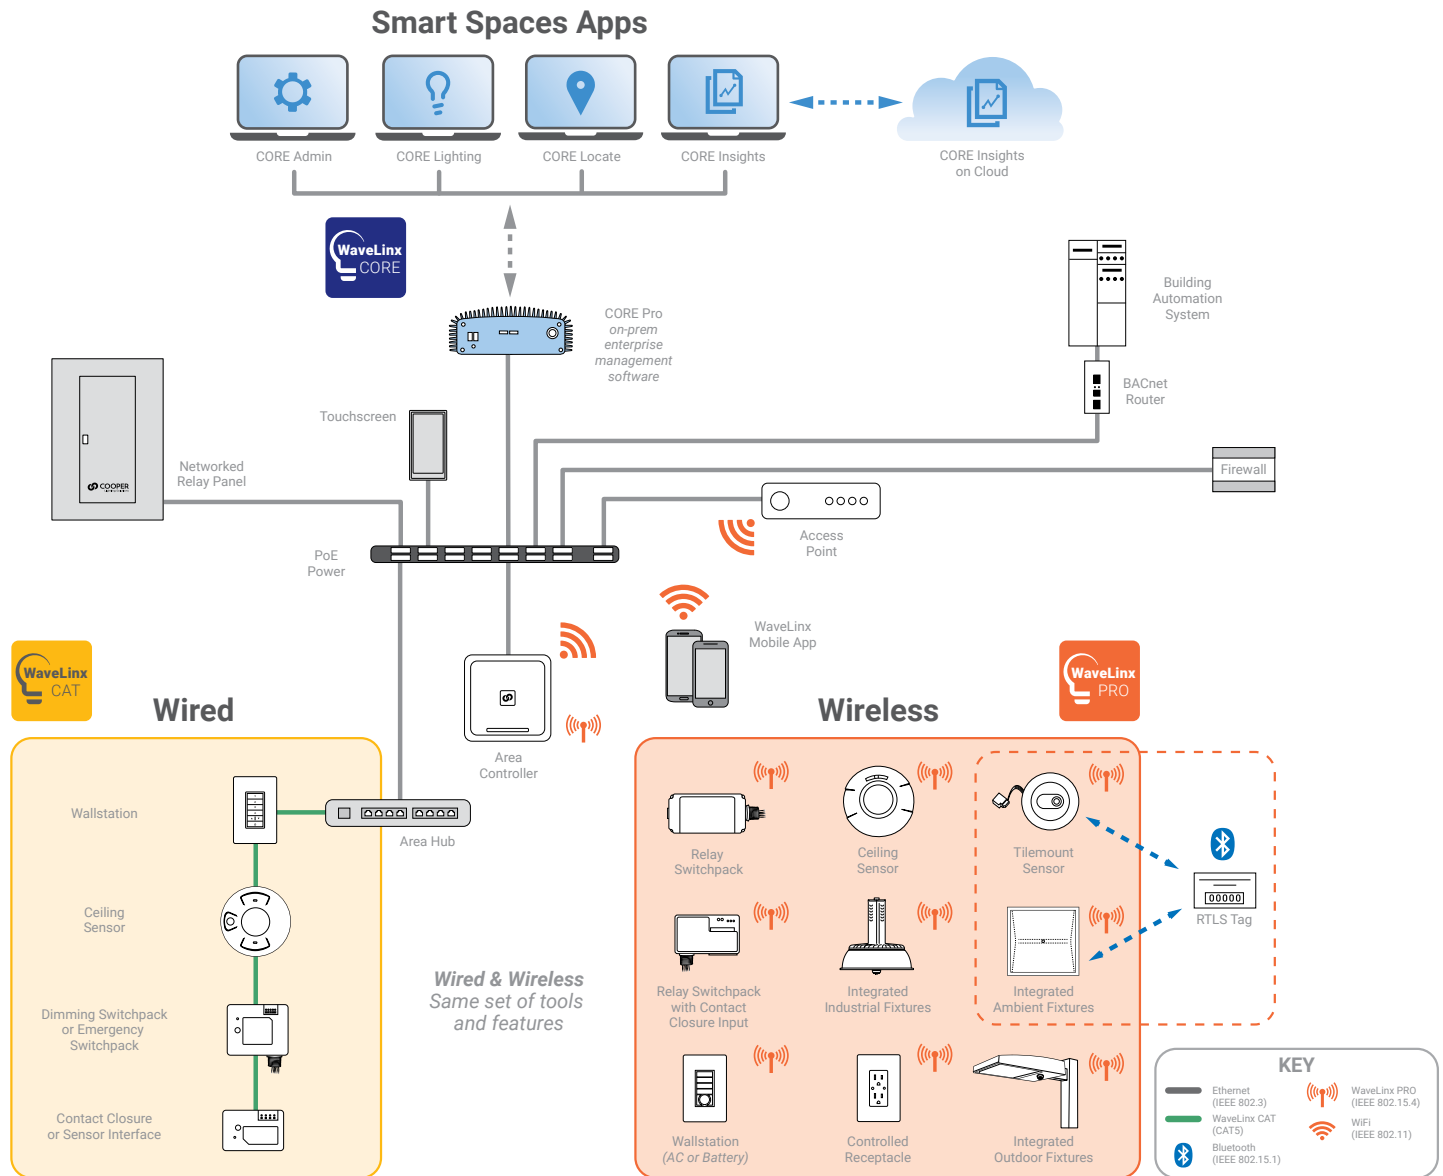 Smart Spaces Apps
CORE Admin
CORE Lighting
CORE Locate
CORE Insights
CORE Insights
on Cloud
WaveLinx
CORE
CORE Pro
on-prem
enterprise
management
software
Building
Automation
System
BACnet
Router
Touchscreen
Networked
Relay Panel
COOPER
Firewall
Access
Point
PoE
Power
WaveLinx
Mobile App
WaveLinx
CAT
Wired
Area
Controller
Wireless
WaveLinx
PRO
Wallstation
Area Hub
Ceiling
Sensor
Dimming Switchpack
or Emergency
Switchpack
Contact Closure
or Sensor Interface
Wired & Wireless
Same set of tools
and features
Relay
Switchpack
Ceiling
Sensor
Tilemount
Sensor
00000
RTLS Tag
Relay Switchpack
with Contact
Closure Input
Integrated
Industrial Fixtures
Integrated
Ambient Fixtures
Wallstation
(AC or Battery)
Controlled
Receptacle
Integrated
Outdoor Fixtures
KEY
Ethernet
(IEEE 802.3)
WaveLinx CAT
(CAT5)
Bluetooth
(IEEE 802.15.1)
WaveLinx PRO
(IEEE 802.15.4)
WiFi
(IEEE 802.11)